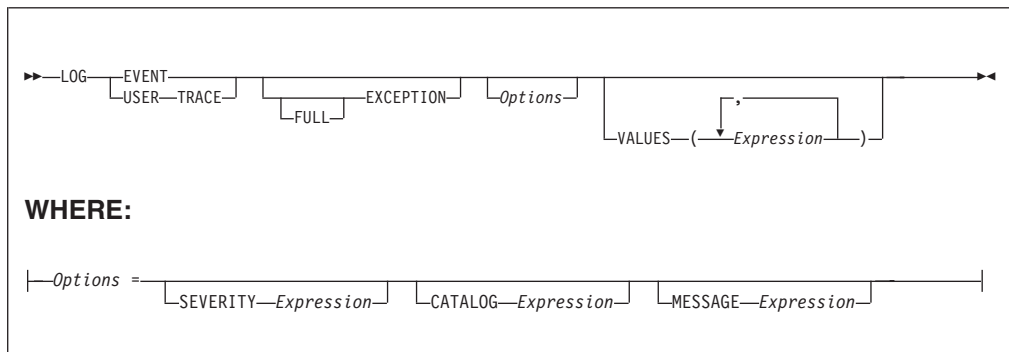 LOG EVENT
USER TRACE
FULL EXCEPTION
Options
VALUES ( , Expression )
WHERE:
Options = SEVERITY Expression CATALOG Expression MESSAGE Expression